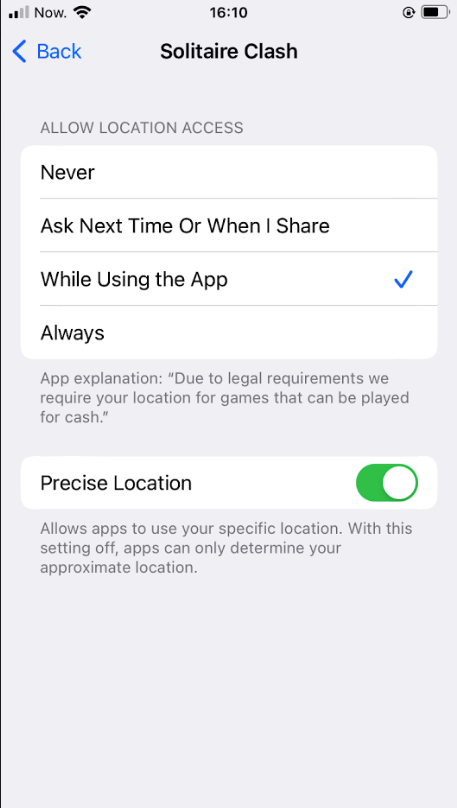 Now. 16:10
Back Solitaire Clash
ALLOW LOCATION ACCESS
Never
Ask Next Time Or When I Share
While Using the App
Always
App explanation: “Due to legal requirements we
require your location for games that can be played
for cash.”
Precise Location
Allows apps to use your specific location. With this
setting off, apps can only determine your
approximate location.